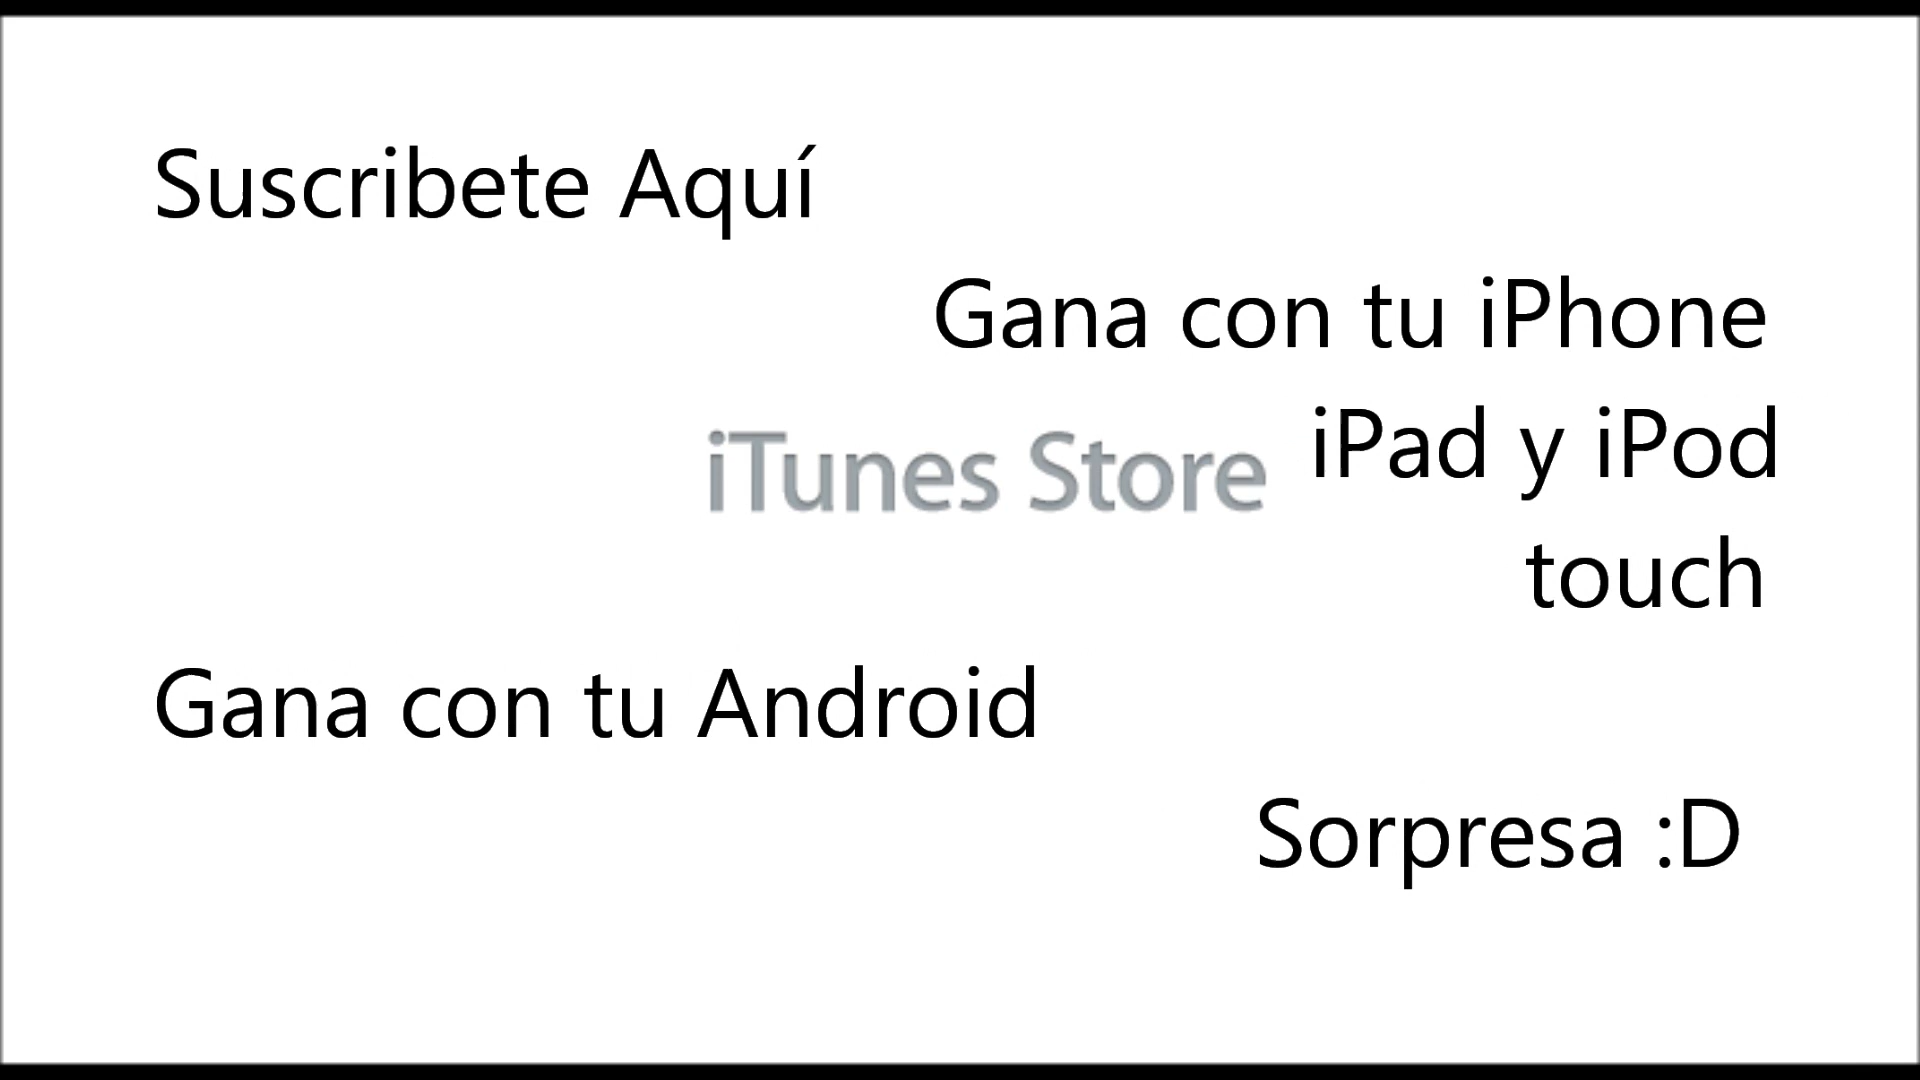 Suscribete Aquí
Gana con tu iPhone
iPad y iPod
iTunes Store
touch
Gana con tu Android
Sorpresa :D